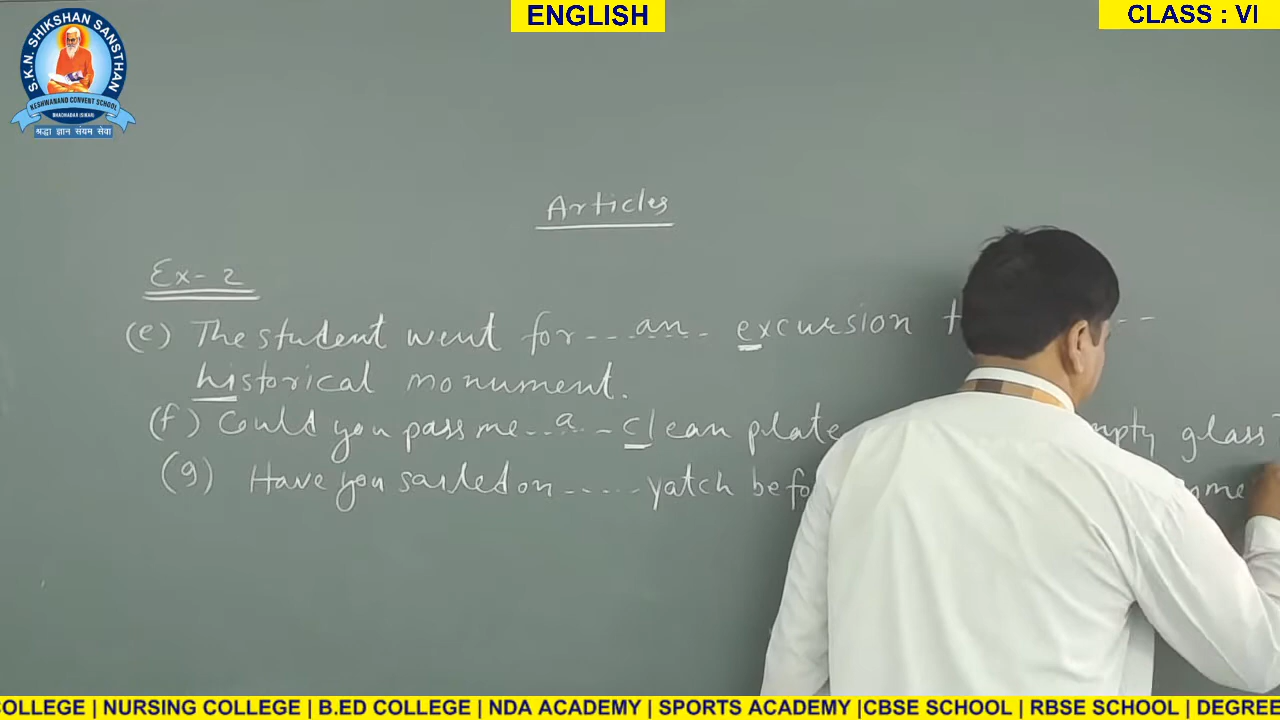 ENGLISH
CLASS : VI
S.K.N. SHIKSHAN SANSTHAN
KESHWANAND CONVENT SCHOOL
BHADHADAR (SIKAR)
श्रद्धा ज्ञान संयम सेवा
Articles
Ex-2
(e) The student went for ---an--- excursion
historical monument.
(f) Could you pass me ---a--- clean plate glass
(g) Have you sailed on ----- yatch
COLLEGE | NURSING COLLEGE | B.ED COLLEGE | NDA ACADEMY | SPORTS ACADEMY |CBSE SCHOOL | RBSE SCHOOL | DEGREE